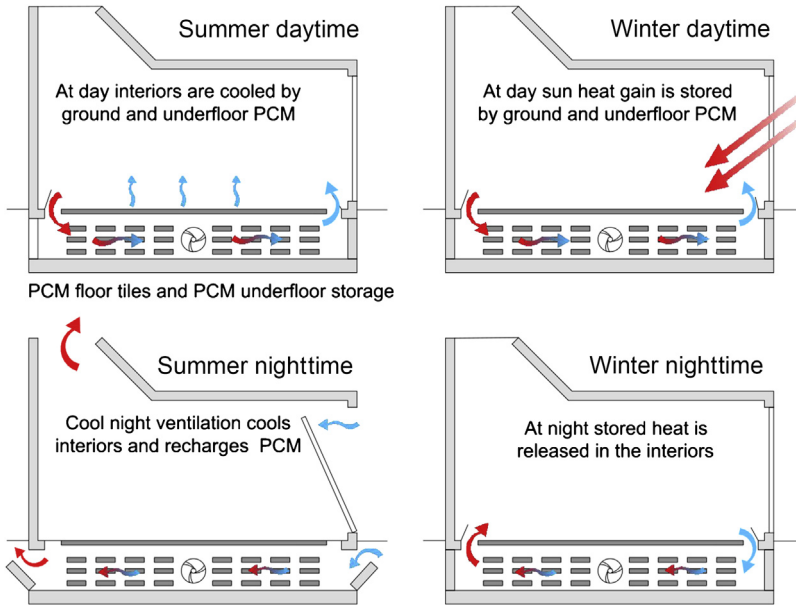 Summer daytime
At day interiors are cooled by
ground and underfloor PCM
Winter daytime
At day sun heat gain is stored
by ground and underfloor PCM
PCM floor tiles and PCM underfloor storage
Summer nighttime
Cool night ventilation cools
interiors and recharges PCM
Winter nighttime
At night stored heat is
released in the interiors